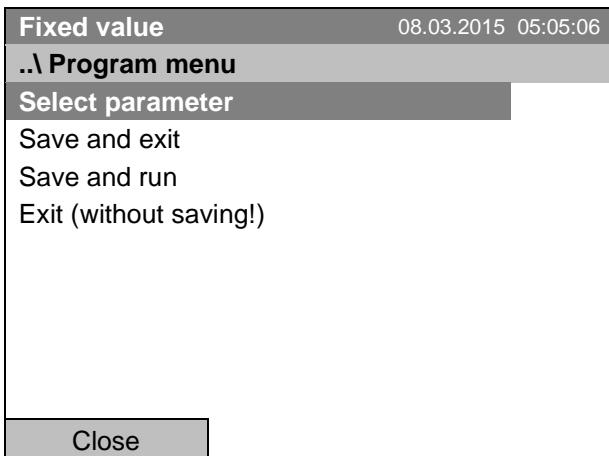 Fixed value 08.03.2015 05:05:06
..\ Program menu
Select parameter
Save and exit
Save and run
Exit (without saving!)
Close